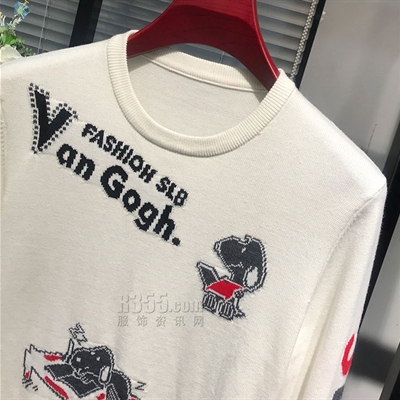 FASHION SLB
Van Gogh.
R355.com
服饰资讯网
Z
N